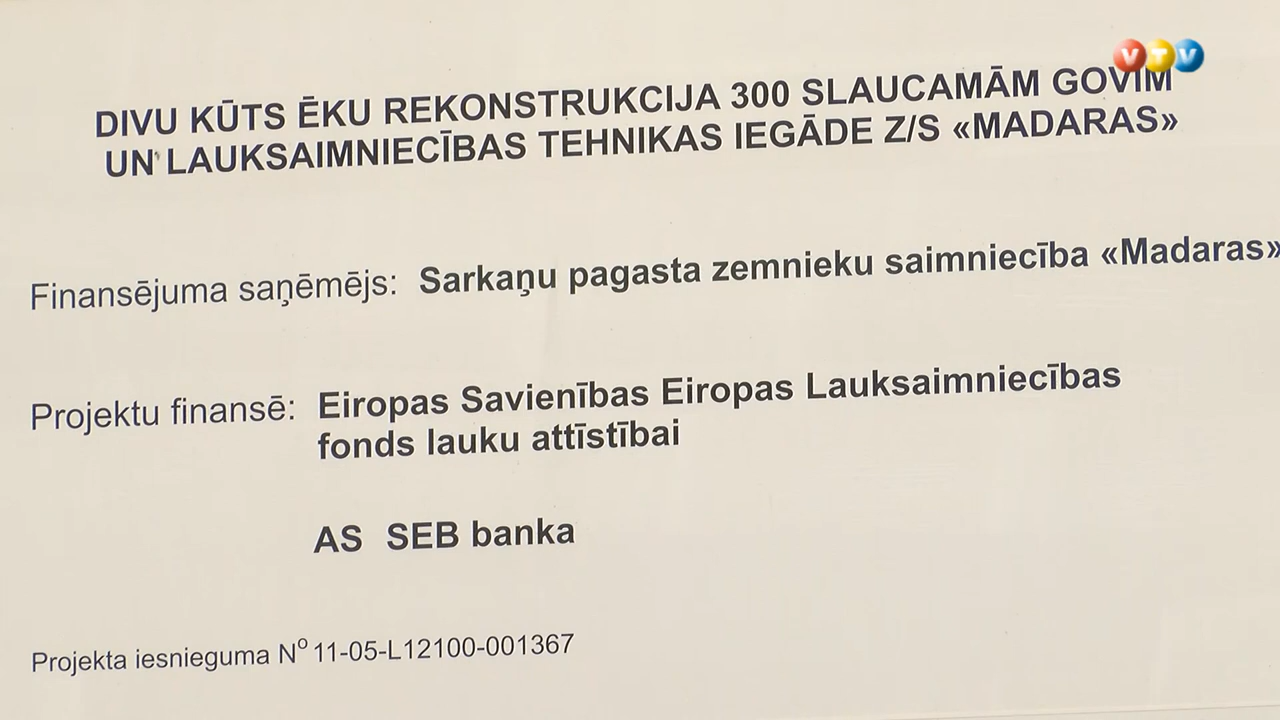 VTV
DIVU KŪTS ĒKU REKONSTRUKCIJA 300 SLAUCAMĀM GOVĪM
UN LAUKSAIMNIECĪBAS TEHNIKAS IEGĀDE Z/S «MADARAS»
Finansējuma saņēmējs: Sarkaņu pagasta zemnieku saimniecība «Madaras»
Projektu finansē: Eiropas Savienības Eiropas Lauksaimniecības
fonds lauku attīstībai
AS SEB banka
Projekta iesnieguma Nº 11-05-L12100-001367